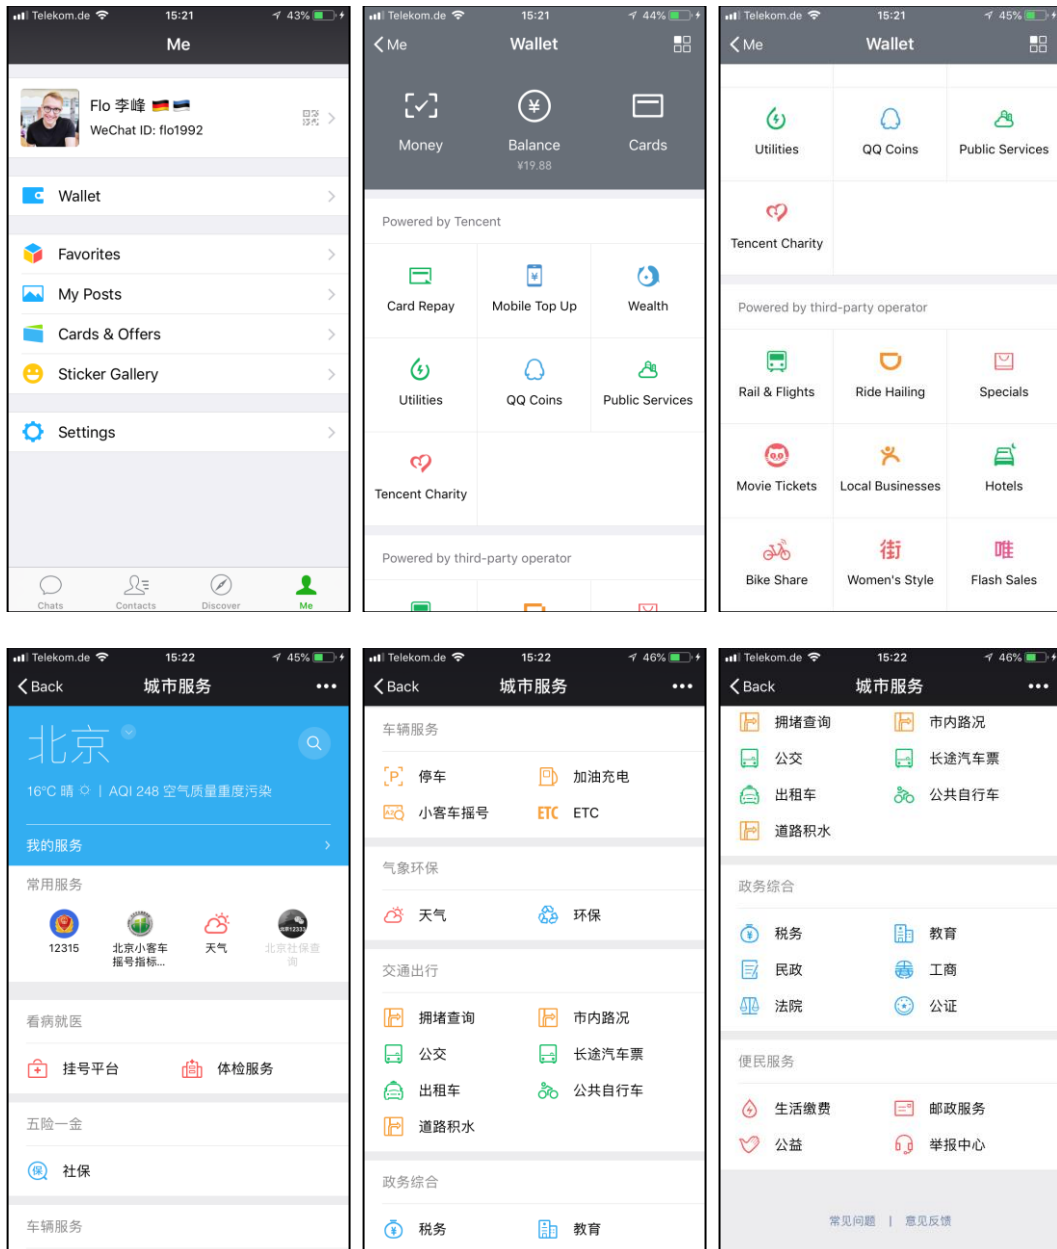 Telekom.de 15:21 43%
Me
Flo 李峰
WeChat ID: flo1992
Wallet
Favorites
My Posts
Cards & Offers
Sticker Gallery
Settings
Chats Contacts Discover Me
Telekom.de 15:21 44%
Me Wallet
Money Balance Cards
¥19.88
Powered by Tencent
Card Repay Mobile Top Up Wealth
Utilities QQ Coins Public Services
Tencent Charity
Powered by third-party operator
Telekom.de 15:21 45%
Me Wallet
Utilities QQ Coins Public Services
Tencent Charity
Powered by third-party operator
Rail & Flights Ride Hailing Specials
Movie Tickets Local Businesses Hotels
街 唯
Bike Share Women's Style Flash Sales
Telekom.de 15:22 45%
Back 城市服务
北京
16°C 晴 | AQI 248 空气质量重度污染
我的服务
常用服务
12315 北京小客车 天气 北京社保查
摇号指标... 询
看病就医
挂号平台 体检服务
五险一金
保 社保
车辆服务
Telekom.de 15:22 46%
Back 城市服务
车辆服务
P 停车 加油充电
小客车摇号 ETC ETC
气象环保
天气 环保
交通出行
拥堵查询 市内路况
公交 长途汽车票
出租车 公共自行车
道路积水
政务综合
税务 教育
Telekom.de 15:22 46%
Back 城市服务
拥堵查询 市内路况
公交 长途汽车票
出租车 公共自行车
道路积水
政务综合
税务 教育
民政 工商
法院 公证
便民服务
生活缴费 邮政服务
公益 举报中心
常见问题 | 意见反馈